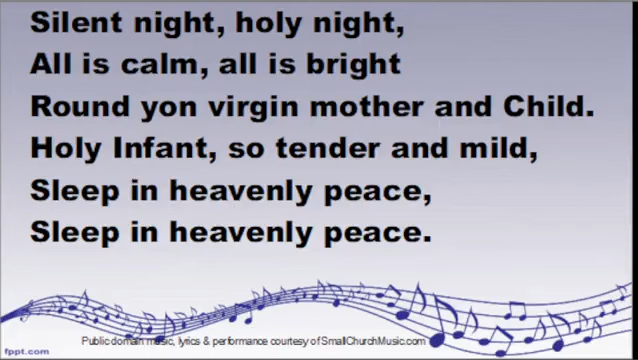 Silent night, holy night,
All is calm, all is bright
Round yon virgin mother and Child.
Holy Infant, so tender and mild,
Sleep in heavenly peace,
Sleep in heavenly peace.
Public domain music, lyrics & performance courtesy of SmallChurchMusic.com
fppt.com